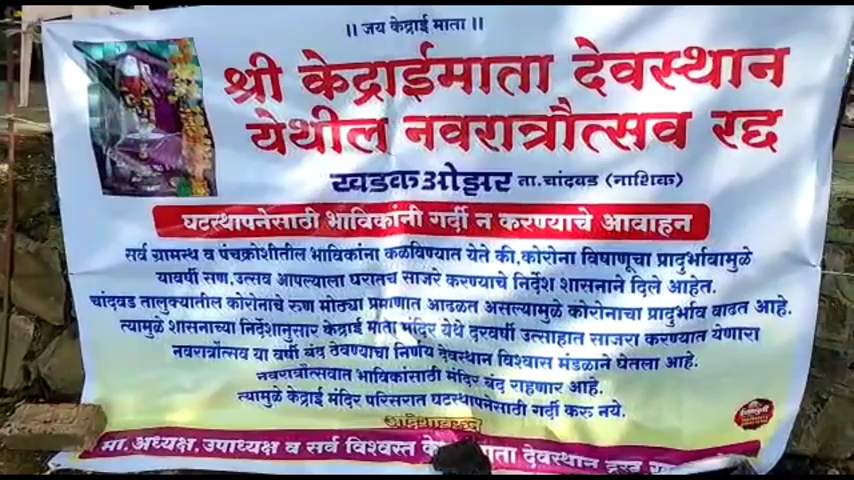 ॥ जय केद्राई माता ॥
श्री केद्राईमाता देवस्थान
येथील नवरात्रौत्सव रद्द
खडकओझर ता.चांदवड (नाशिक)
घटस्थापनेसाठी भाविकांनी गर्दी न करण्याचे आवाहन
सर्व ग्रामस्थ व पंचक्रोशीतील भाविकांना कळविण्यात येते की, कोरोना विषाणूचा प्रादुर्भावामुळे
यावर्षी सण, उत्सव आपल्याला घरातच साजरे करण्याचे निर्देश शासनाने दिले आहेत.
चांदवड तालुक्यातील कोरोनाचे रुण मोठ्या प्रमाणात आढळत असल्यामुळे कोरोनाचा प्रादुर्भाव वाढत आहे.
त्यामुळे शासनाच्या निर्देशानुसार केद्राई माता मंदिर येथे दरवर्षी उत्साहात साजरा करण्यात येणारा
नवरात्रौत्सव या वर्षी बंद ठेवण्याचा निर्णय देवस्थान विश्वास मंडळाने घेतला आहे.
नवरात्रौत्सवात भाविकांसाठी मंदिर बंद राहणार आहे.
त्यामुळे केद्राई मंदिर परिसरात घटस्थापनेसाठी गर्दी करु नये.
आदेशावरून
मा. अध्यक्ष, उपाध्यक्ष व सर्व विश्वस्त देवस्थान ट्रस्ट